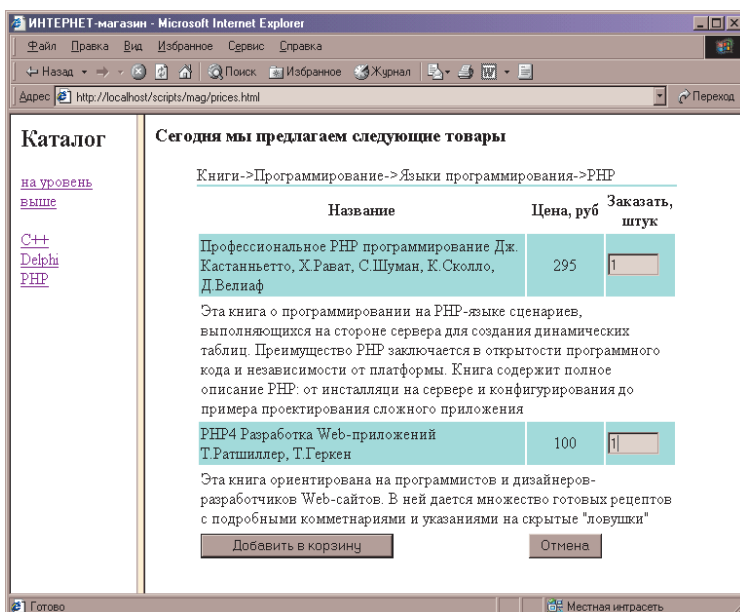 ИНТЕРНЕТ-магазин - Microsoft Internet Explorer
Файл Правка Вид Избранное Сервис Справка
Назад Поиск Избранное Журнал
Адрес http://localhost/scripts/mag/prices.html Переход
Каталог
на уровень
выше
C++
Delphi
PHP
Сегодня мы предлагаем следующие товары
Книги->Программирование->Языки программирования->PHP
Название Цена, руб Заказать,
штук
Профессиональное PHP программирование Дж.
Кастанньетто, Х.Рават, С.Шуман, К.Сколло,
Д.Велиаф
295 1
Эта книга о программировании на PHP-языке сценариев,
выполняющихся на стороне сервера для создания динамических
таблиц. Преимущество PHP заключается в открытости программного
кода и независимости от платформы. Книга содержит полное
описание PHP: от инсталляци на сервере и конфигурирования до
примера проектирования сложного приложения
PHP4 Разработка Web-приложений
Т.Ратшиллер, Т.Геркен
100 1
Эта книга ориентирована на программистов и дизайнеров-
разработчиков Web-сайтов. В ней дается множество готовых рецептов
с подробными комметнариями и указаниями на скрытые "ловушки"
Добавить в корзину Отмена
Готово Местная интрасеть